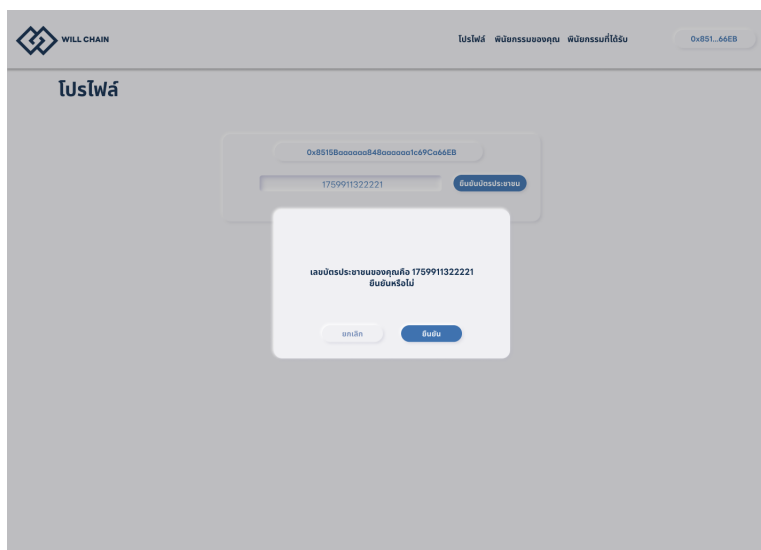 WILL CHAIN
โปรไฟล์ พินัยกรรมของคุณ พินัยกรรมที่ได้รับ 0x851...66EB
โปรไฟล์
0x8515Baaaaaa848aaaaaa1c69Ca66EB
1759911322221 ยืนยันบัตรประชาชน
เลขบัตรประชาชนของคุณคือ 1759911322221
ยืนยันหรือไม่
ยกเลิก ยืนยัน